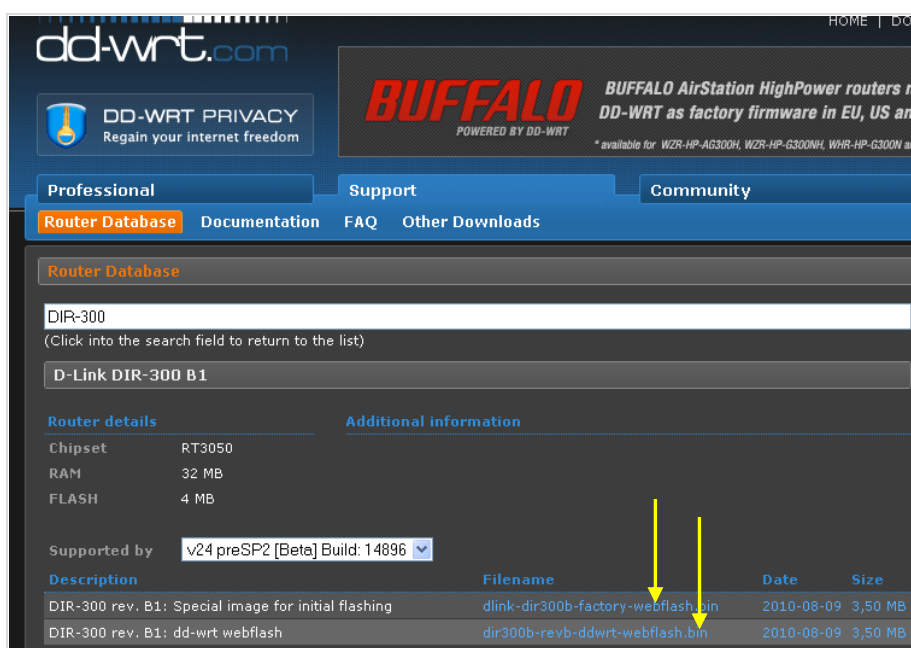 dd-wrt.com
HOME | DO
DD-WRT PRIVACY
Regain your internet freedom
BUFFALO
POWERED BY DD-WRT
BUFFALO AirStation HighPower routers
DD-WRT as factory firmware in EU, US an
* available for WZR-HP-AG300H, WZR-HP-G300NH, WHR-HP-G300N a
Professional Support Community
Router Database Documentation FAQ Other Downloads
Router Database
DIR-300
(Click into the search field to return to the list)
D-Link DIR-300 B1
Router details Additional information
Chipset RT3050
RAM 32 MB
FLASH 4 MB
Supported by v24 preSP2 [Beta] Build: 14896
Description Filename Date Size
DIR-300 rev. B1: Special image for initial flashing dlink-dir300b-factory-webflash.bin 2010-08-09 3,50 MB
DIR-300 rev. B1: dd-wrt webflash dir300b-revb-ddwrt-webflash.bin 2010-08-09 3,50 MB